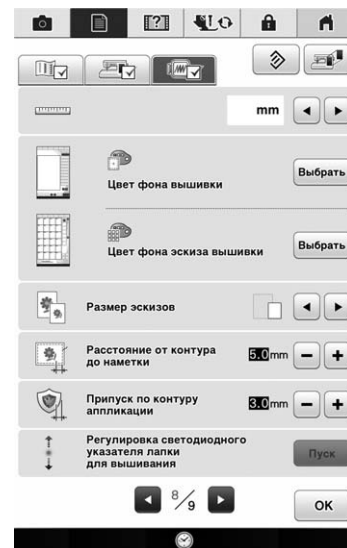 mm
Цвет фона вышивки
Выбрать
Цвет фона эскиза вышивки
Выбрать
Размер эскизов
Расстояние от контура
до наметки
5.0mm
Припуск по контуру
аппликации
3.0mm
Регулировка светодиодного
указателя лапки
для вышивания
Пуск
8/9
OK